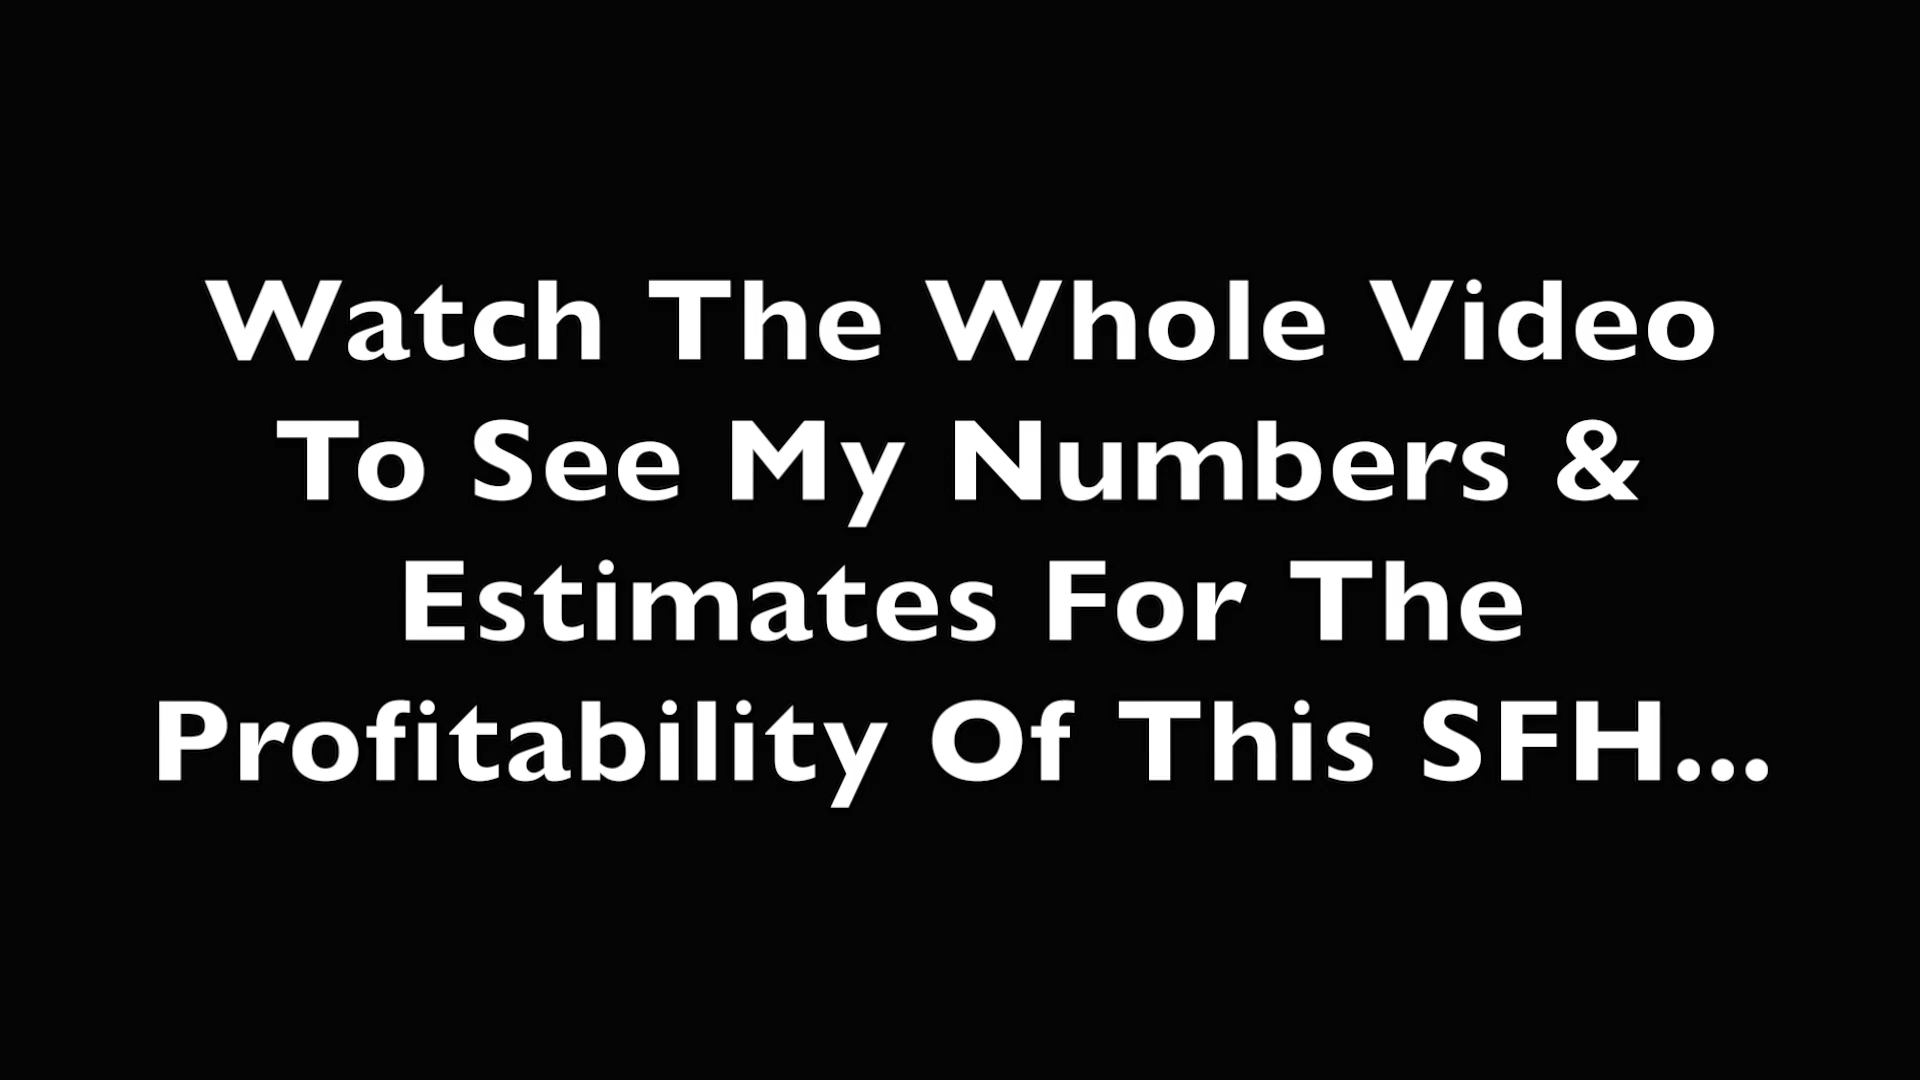 Watch The Whole Video
To See My Numbers &
Estimates For The
Profitability Of This SFH...